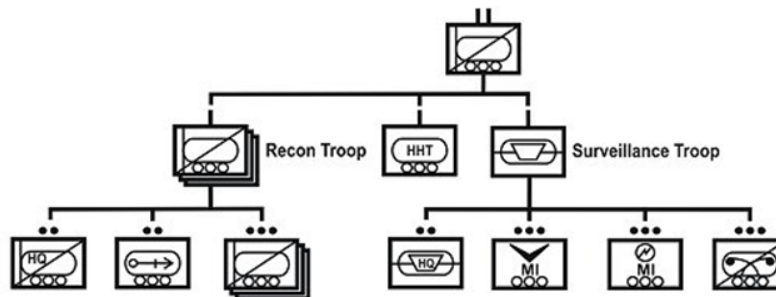 Recon Troop
HHT
Surveillance Troop
HQ
HQ
MI
MI